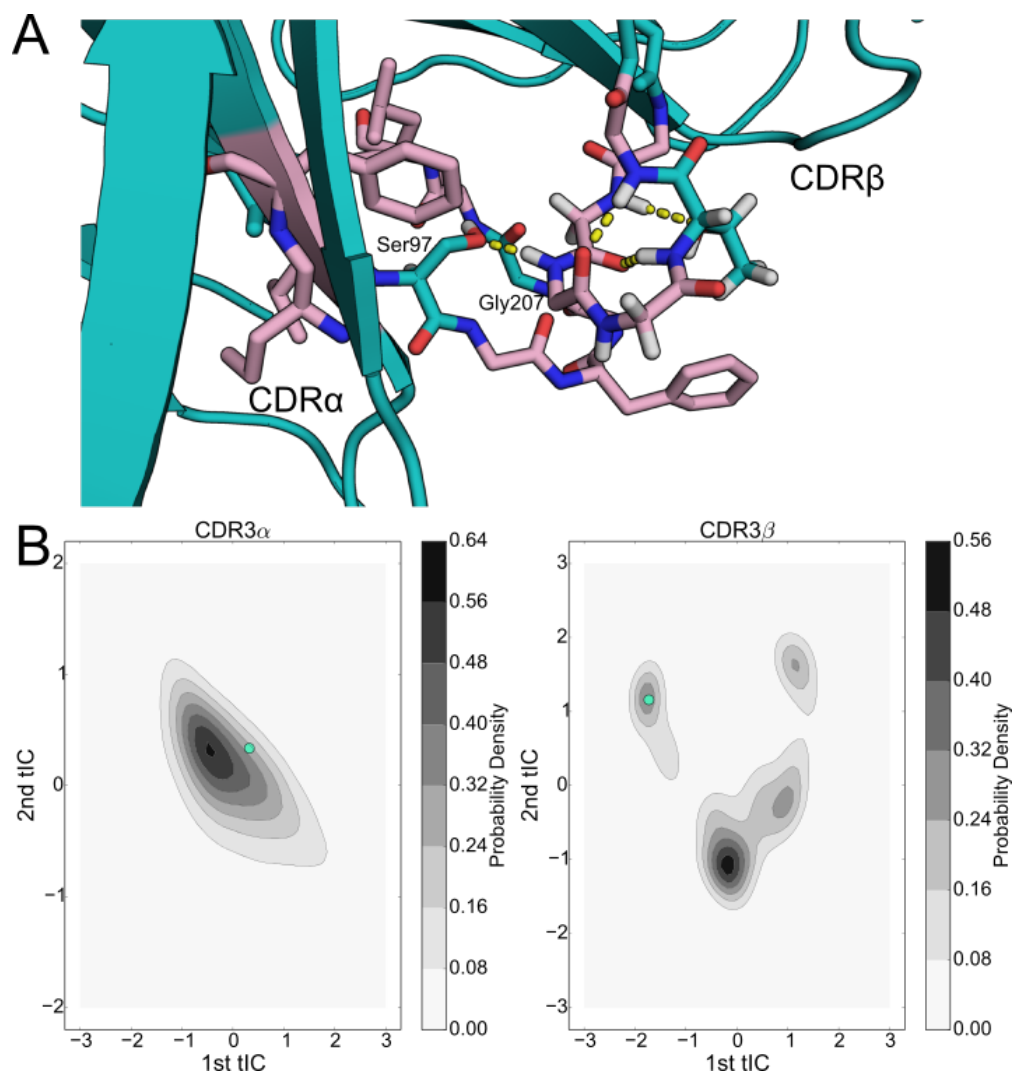 A
CDRβ
Ser97
Gly207
CDRα
B
CDR3α
CDR3β
2
1
0
−1
−2
2nd tIC
−3 −2 −1 0 1 2 3
1st tIC
0.64
0.56
0.48
0.40
0.32
0.24
0.16
0.08
0.00
Probability Density
3
2
1
0
−1
−2
−3
2nd tIC
−3 −2 −1 0 1 2 3
1st tIC
0.56
0.48
0.40
0.32
0.24
0.16
0.08
0.00
Probability Density